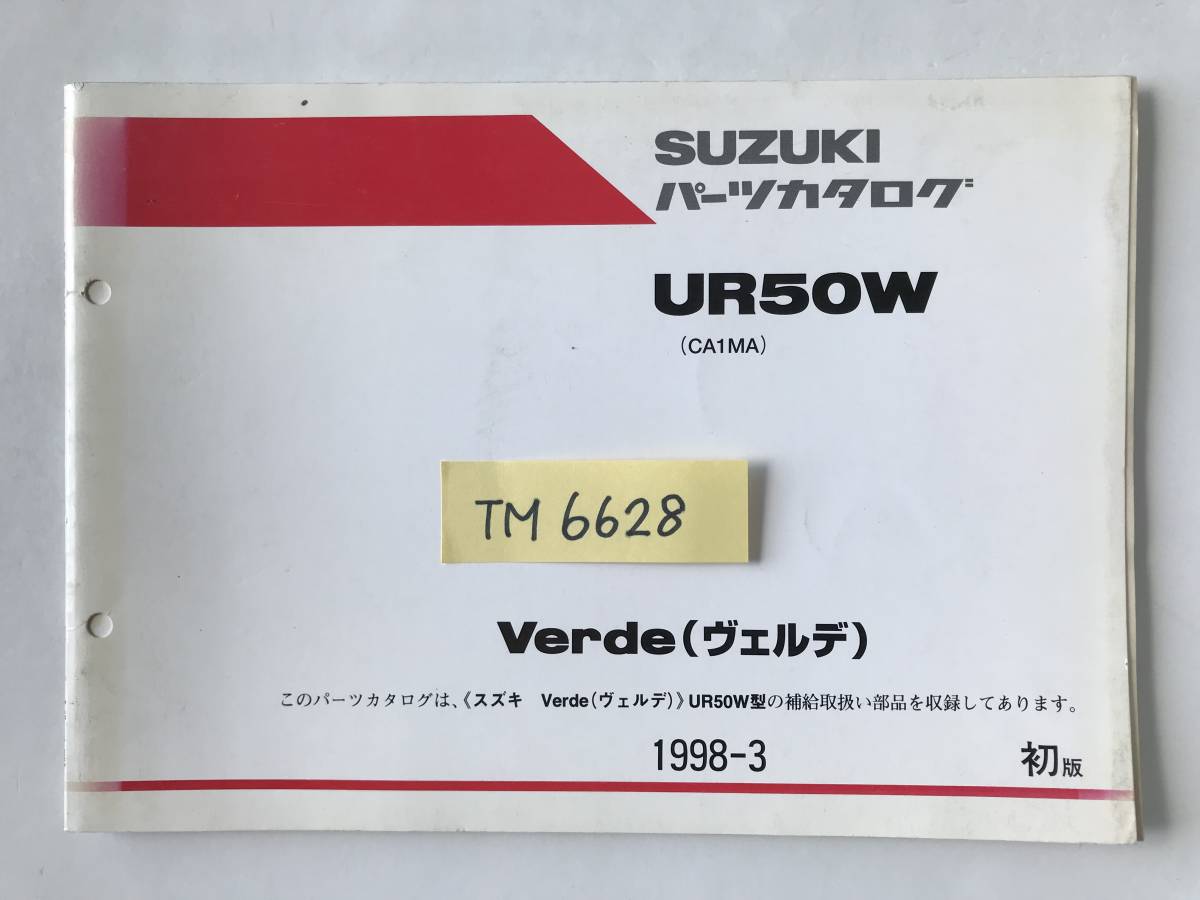 SUZUKI
パーツカタログ
UR50W
(CA1MA)
TM 6628
Verde(ヴェルデ)
このパーツカタログは、《スズキ　Verde(ヴェルデ)》UR50W型の補給取扱い部品を収録してあります。
1998-3
初版